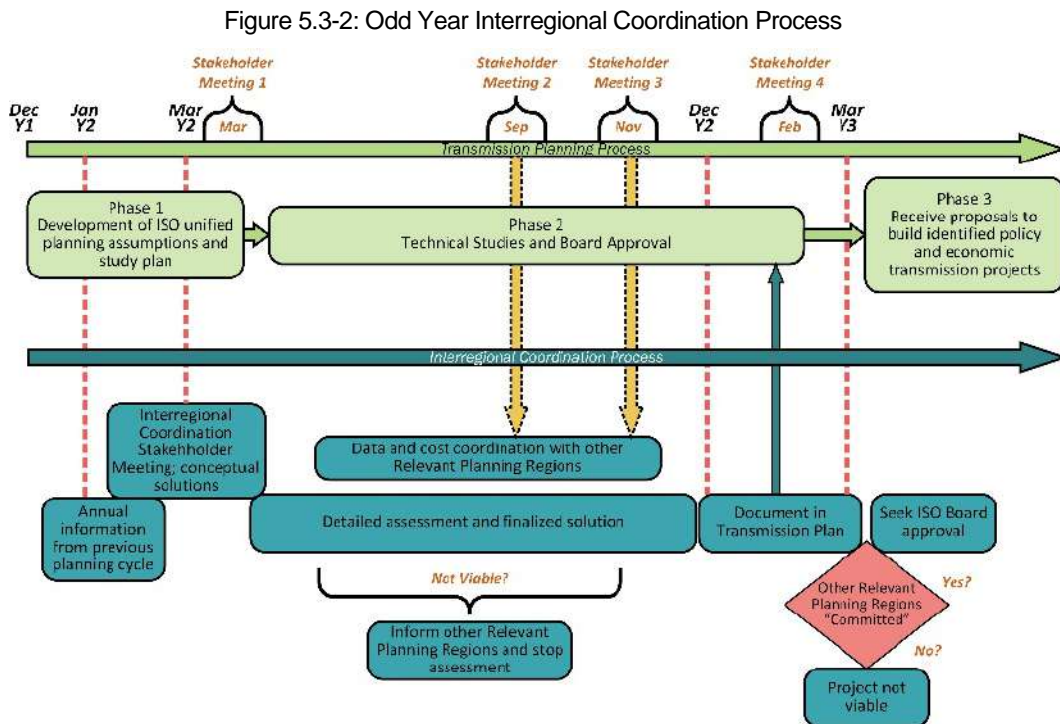 Figure 5.3-2: Odd Year Interregional Coordination Process
Stakeholder
Meeting 1
Stakeholder
Meeting 2
Stakeholder
Meeting 3
Stakeholder
Meeting 4
Dec
Y1
Jan
Y2
Mar
Y2
Mar
Sep
Nov
Dec
Y2
Feb
Mar
Y3
Transmission Planning Process
Phase 1
Development of ISO unified
planning assumptions and
study plan
Phase 2
Technical Studies and Board Approval
Phase 3
Receive proposals to
build identified policy
and economic
transmission projects
Interregional Coordination Process
Interregional
Coordination
Stakehholder
Meeting; conceptual
solutions
Data and cost coordination with other
Relevant Planning Regions
Annual
information
from previous
planning cycle
Detailed assessment and finalized solution
Document in
Transmission Plan
Seek ISO Board
approval
Not Viable?
Inform other Relevant
Planning Regions and stop
assessment
Other Relevant
Planning Regions
"Committed"
Yes?
No?
Project not
viable